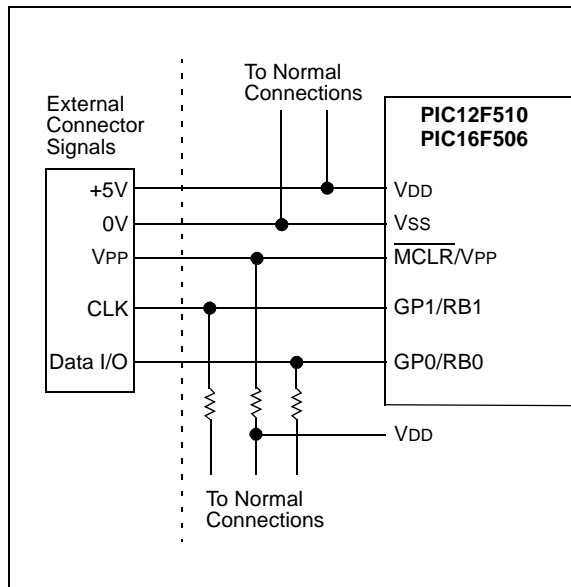 To Normal
Connections
External
Connector
Signals
PIC12F510
PIC16F506
+5V
VDD
0V
VSS
VPP
MCLR/VPP
CLK
GP1/RB1
Data I/O
GP0/RB0
VDD
To Normal
Connections